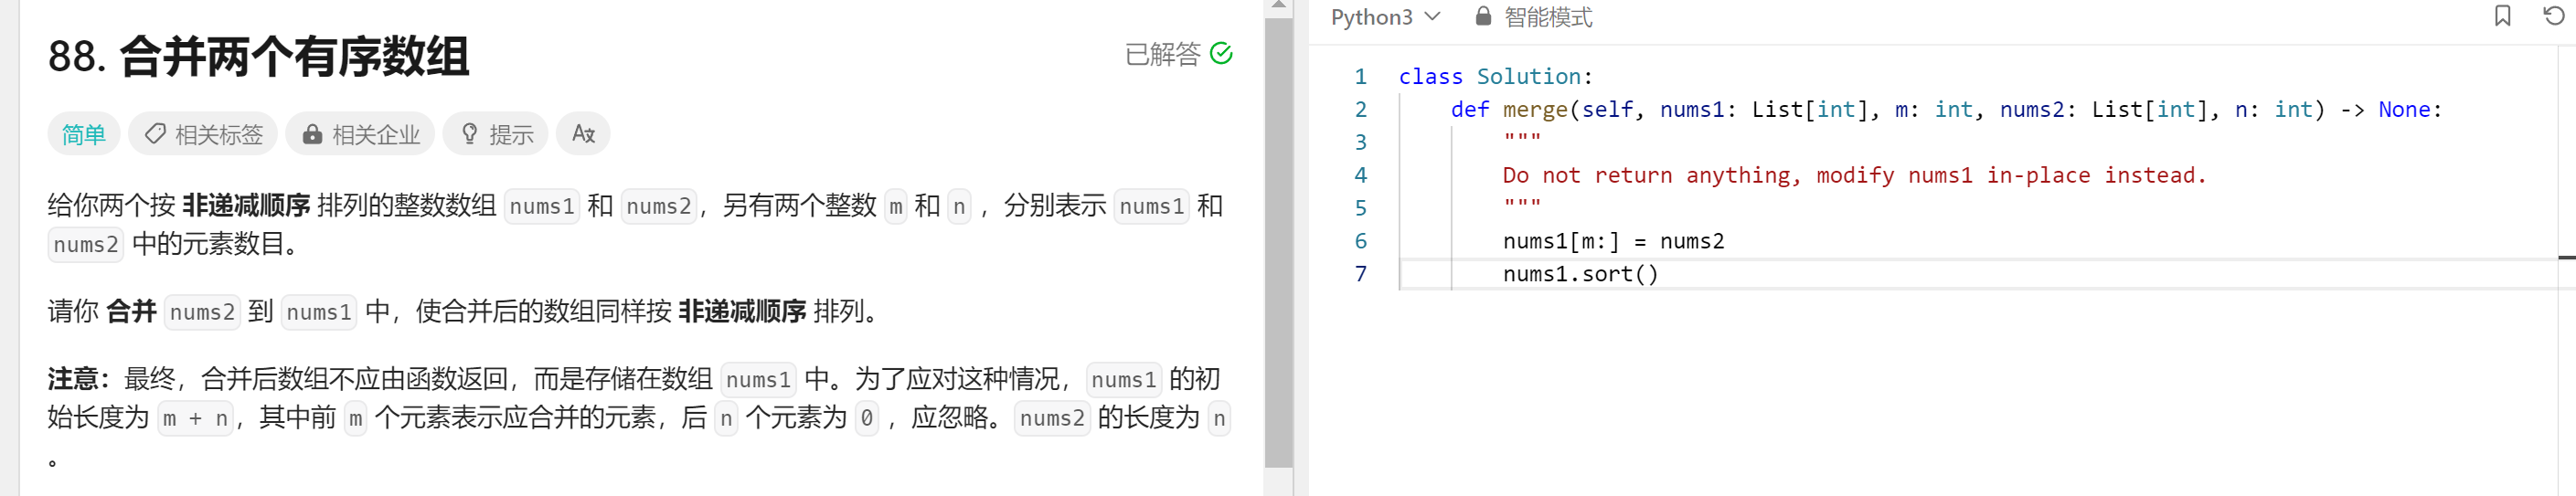 88. 合并两个有序数组
已解答
简单 相关标签 相关企业 提示
给你两个按 非递减顺序 排列的整数数组 nums1 和 nums2，另有两个整数 m 和 n ，分别表示 nums1 和
nums2 中的元素数目。
请你 合并 nums2 到 nums1 中，使合并后的数组同样按 非递减顺序 排列。
注意：最终，合并后数组不应由函数返回，而是存储在数组 nums1 中。为了应对这种情况，nums1 的初
始长度为 m + n，其中前 m 个元素表示应合并的元素，后 n 个元素为 0 ，应忽略。nums2 的长度为 n
。
Python3 智能模式
1 class Solution:
2     def merge(self, nums1: List[int], m: int, nums2: List[int], n: int) -> None:
3         """
4         Do not return anything, modify nums1 in-place instead.
5         """
6         nums1[m:] = nums2
7         nums1.sort()